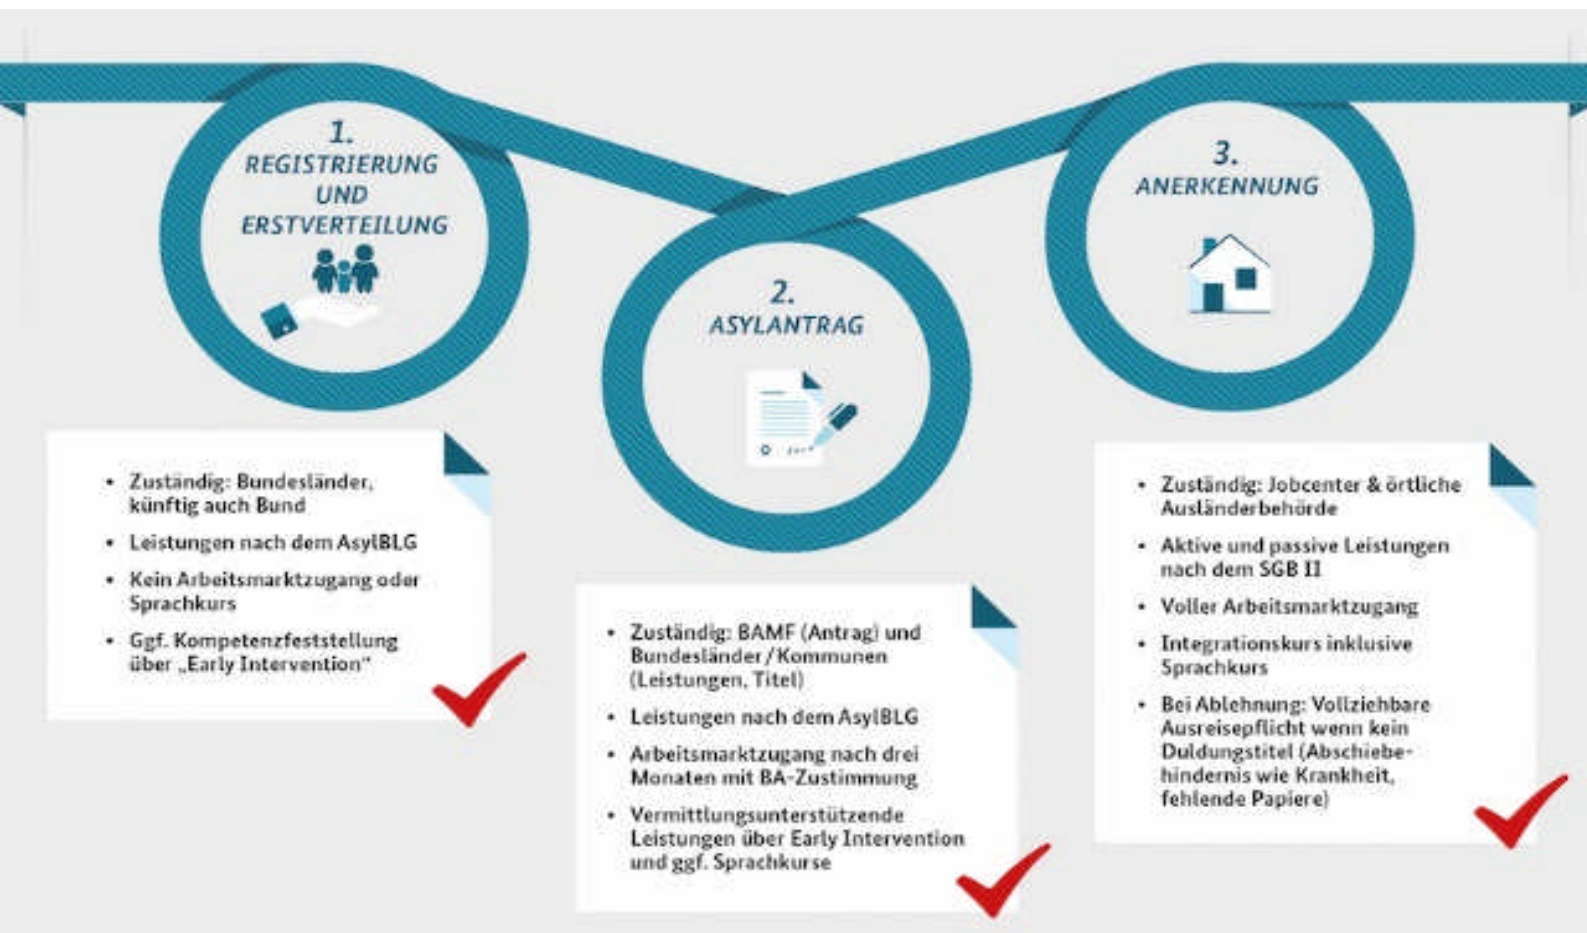 1.
REGISTRIERUNG
UND
ERSTVERTEILUNG
• Zuständig: Bundesländer,
künftig auch Bund
• Leistungen nach dem AsylBLG
• Kein Arbeitsmarktzugang oder
Sprachkurs
• Ggf. Kompetenzfeststellung
über „Early Intervention“
2.
ASYLANTRAG
• Zuständig: BAMF (Antrag) und
Bundesländer/Kommunen
(Leistungen, Titel)
• Leistungen nach dem AsylBLG
• Arbeitsmarktzugang nach drei
Monaten mit BA-Zustimmung
• Vermittlungsunterstützende
Leistungen über Early Intervention
und ggf. Sprachkurse
3.
ANERKENNUNG
• Zuständig: Jobcenter & örtliche
Ausländerbehörde
• Aktive und passive Leistungen
nach dem SGB II
• Voller Arbeitsmarktzugang
• Integrationskurs inklusive
Sprachkurs
• Bei Ablehnung: Vollziehbare
Ausreisepflicht wenn kein
Duldungstitel (Abschiebe-
hindernis wie Krankheit,
fehlende Papiere)